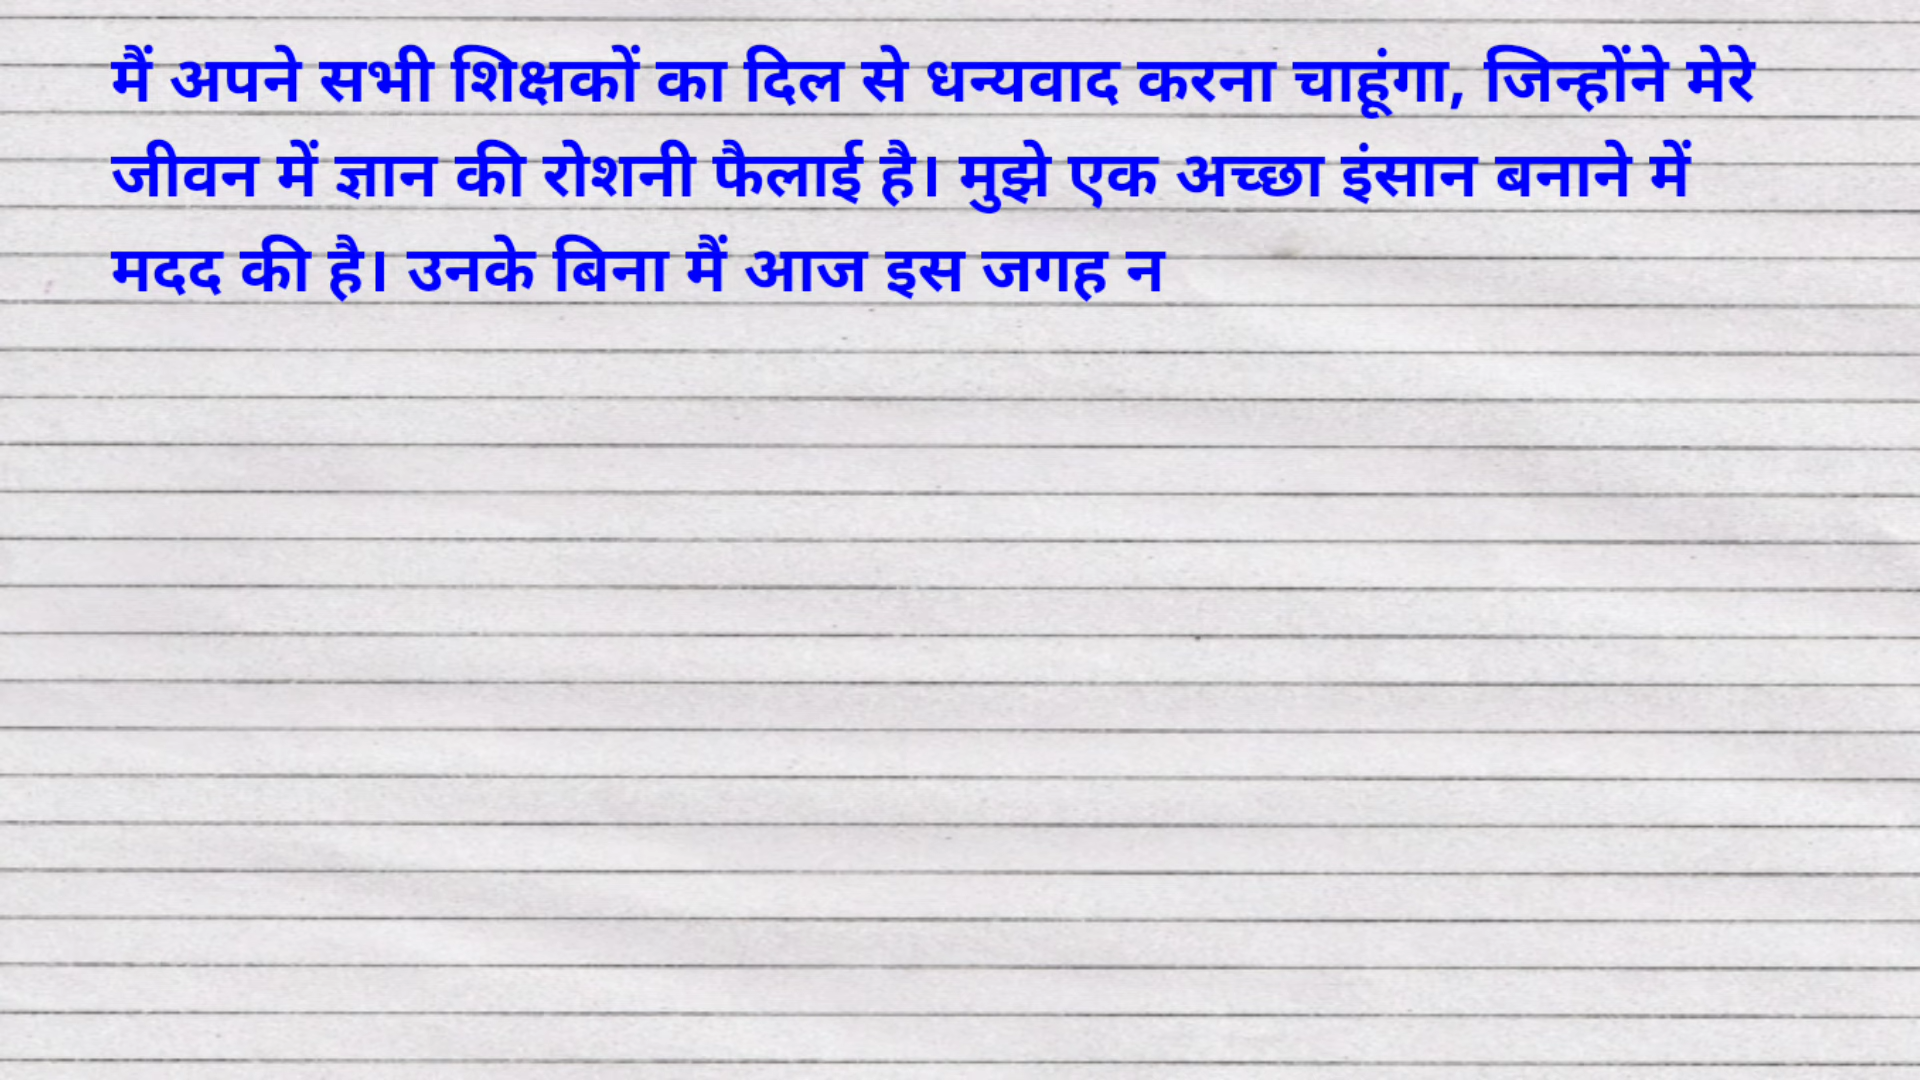 मैं अपने सभी शिक्षकों का दिल से धन्यवाद करना चाहूंगा, जिन्होंने मेरे
जीवन में ज्ञान की रोशनी फैलाई है। मुझे एक अच्छा इंसान बनाने में
मदद की है। उनके बिना मैं आज इस जगह न